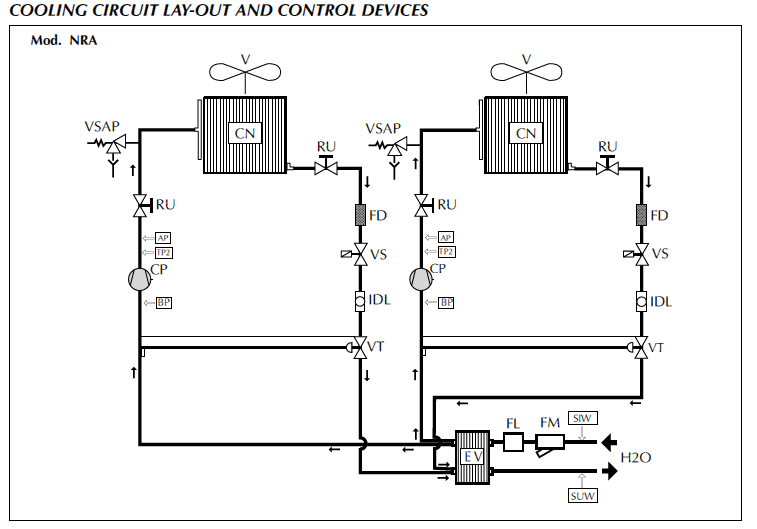 COOLING CIRCUIT LAY-OUT AND CONTROL DEVICES
Mod. NRA
V
V
VSAP
VSAP
CN
CN
RU
RU
RU
RU
FD
FD
AP
AP
TP2
TP2
VS
VS
CP
CP
BP
BP
IDL
IDL
VT
VT
FL
FM
SIW
EV
H2O
SUW